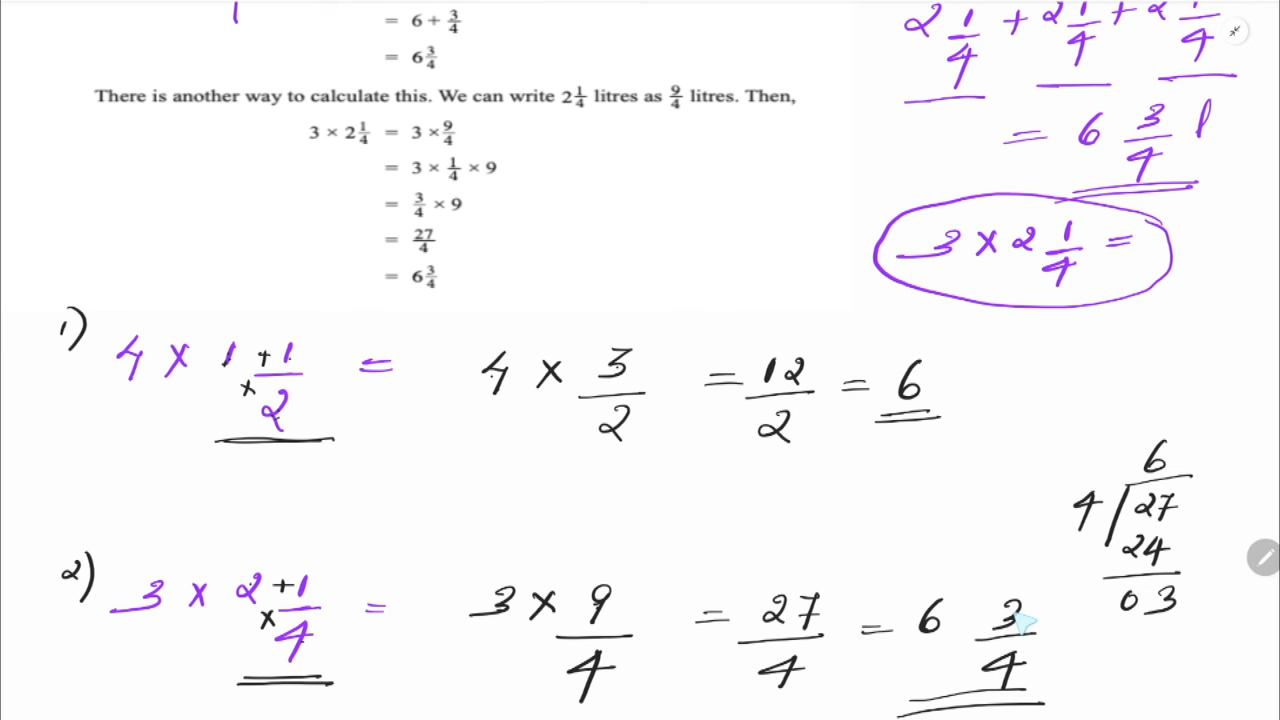 = 6 + 3/4
= 6 3/4
There is another way to calculate this. We can write 2 1/4 litres as 9/4 litres. Then,
3 × 2 1/4 = 3 × 9/4
= 3 × 1/4 × 9
= 3/4 × 9
= 27/4
= 6 3/4
2 1/4 + 2 1/4 + 2 1/4
= 6 3/4 l
3 × 2 1/4 =
1) 4 × 1 + 1/2 = 4 × 3/2 = 12/2 = 6
×
2) 3 × 2 + 1/4 = 3 × 9/4 = 27/4 = 6 3/4
×
6
4 27
24
03